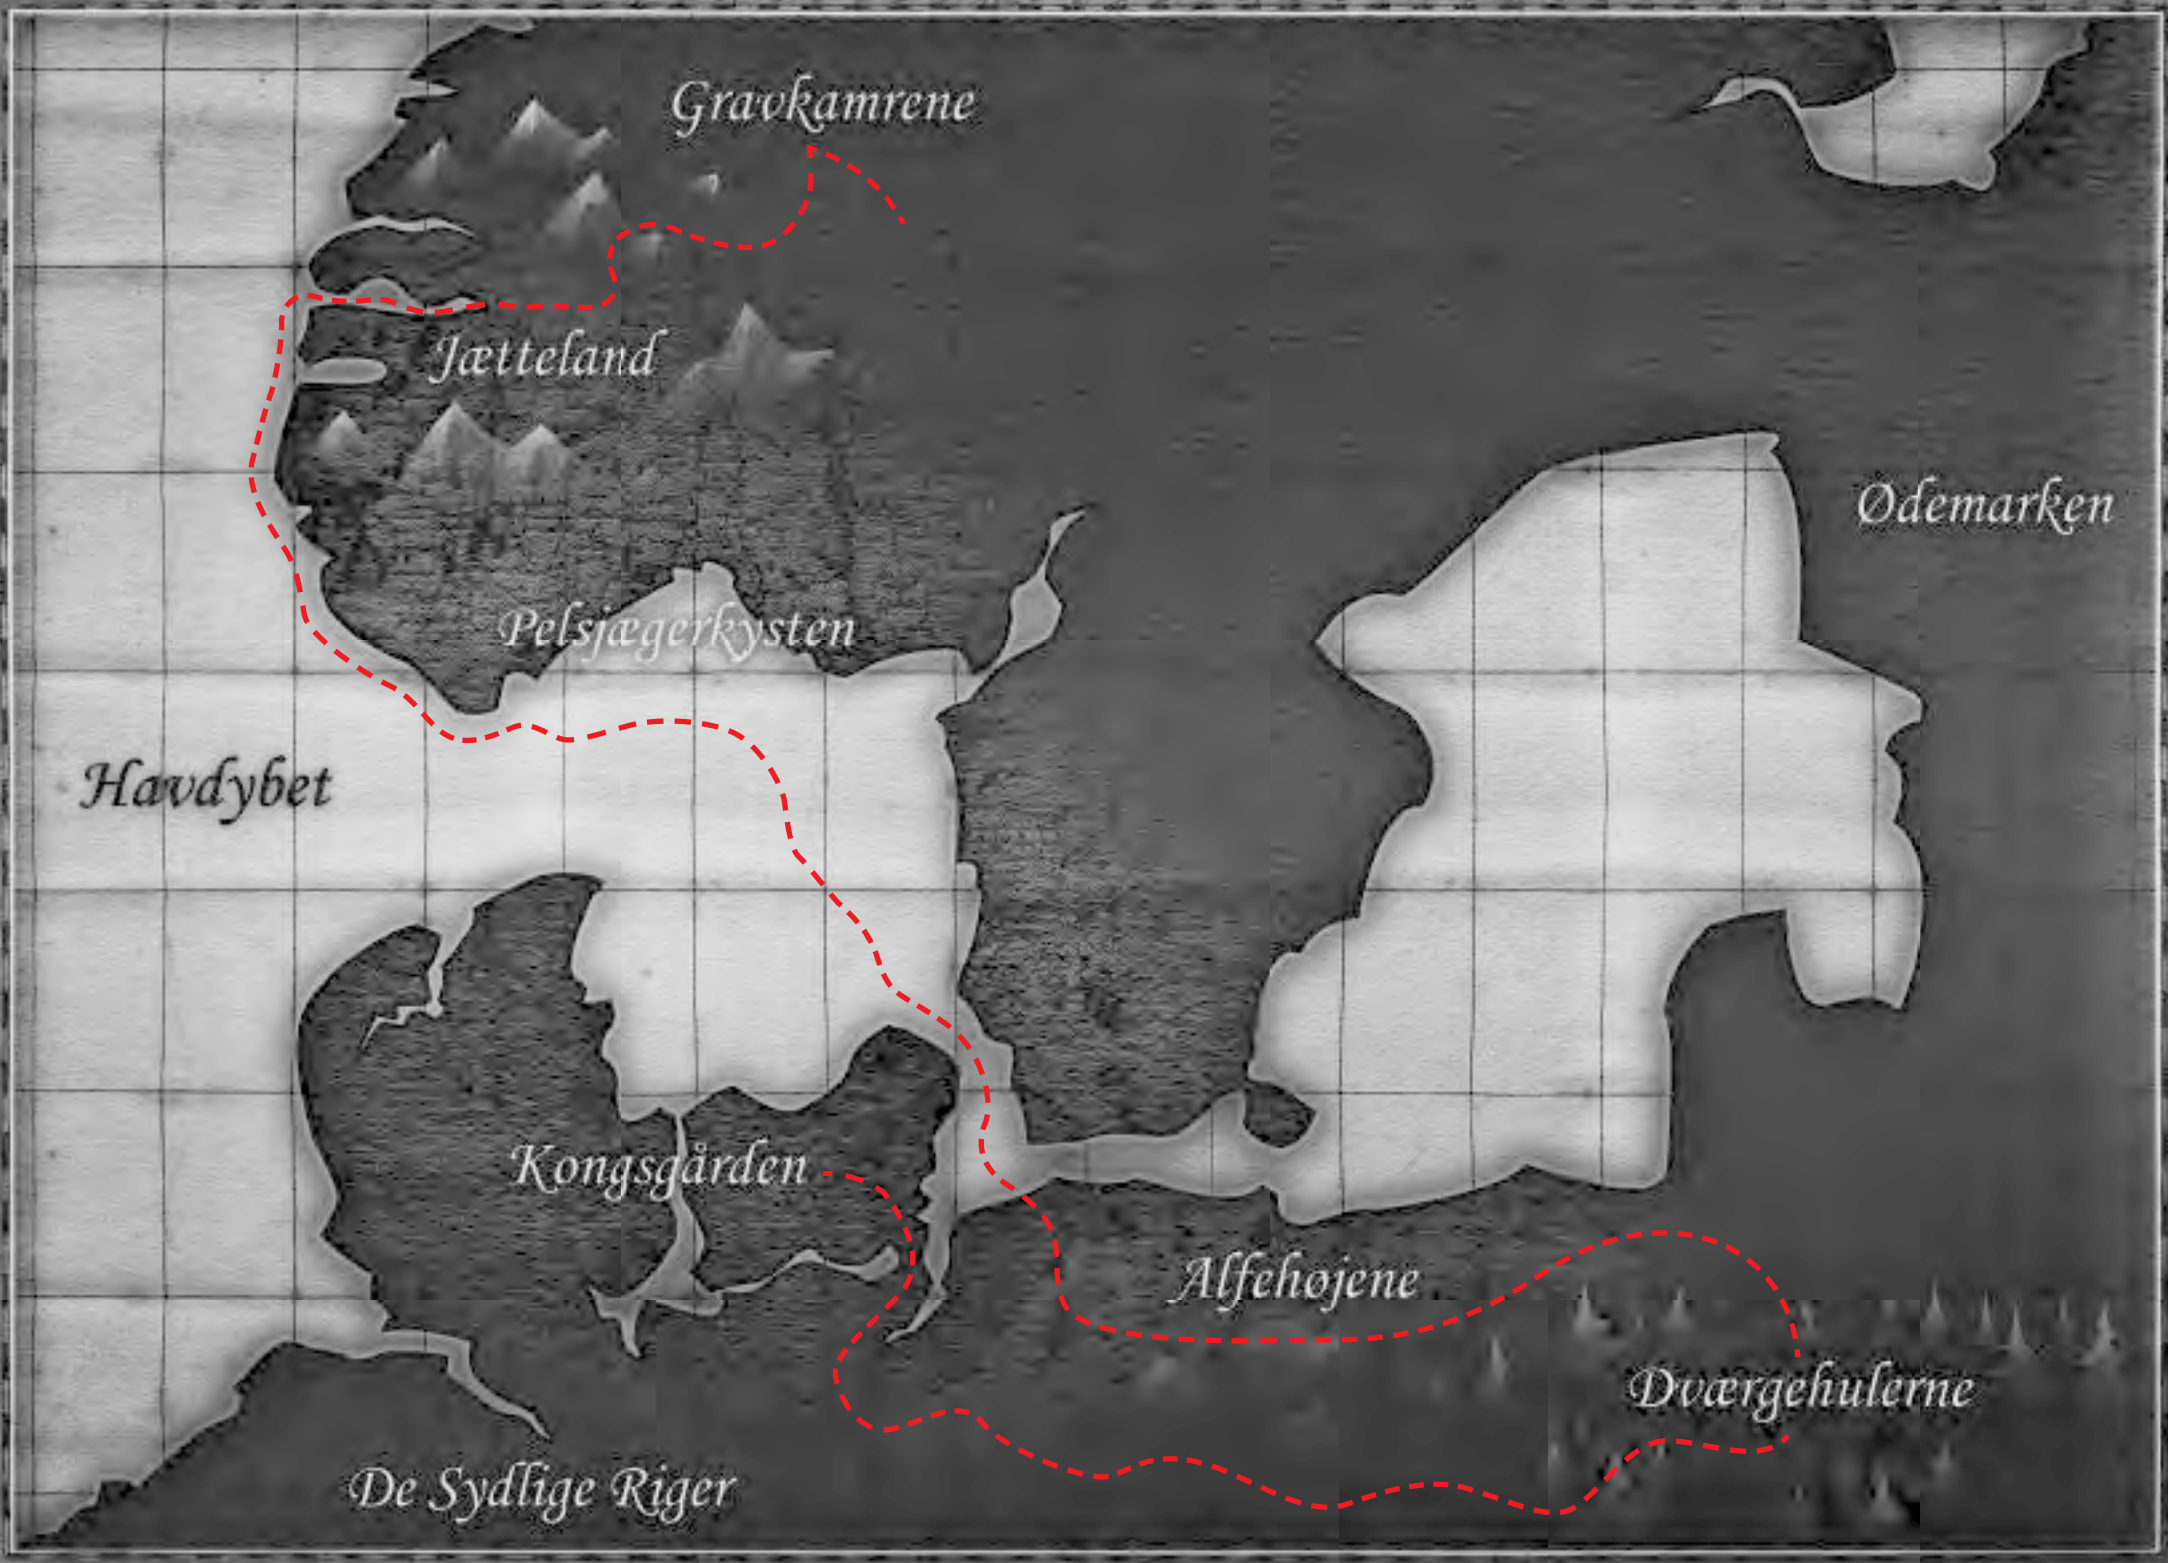 Gravkamrene
Jætteland
Ødemarken
Pelsjægerkysten
Havdybet
Kongsgården
Alfehøjene
Dværgehulerne
De Sydlige Riger